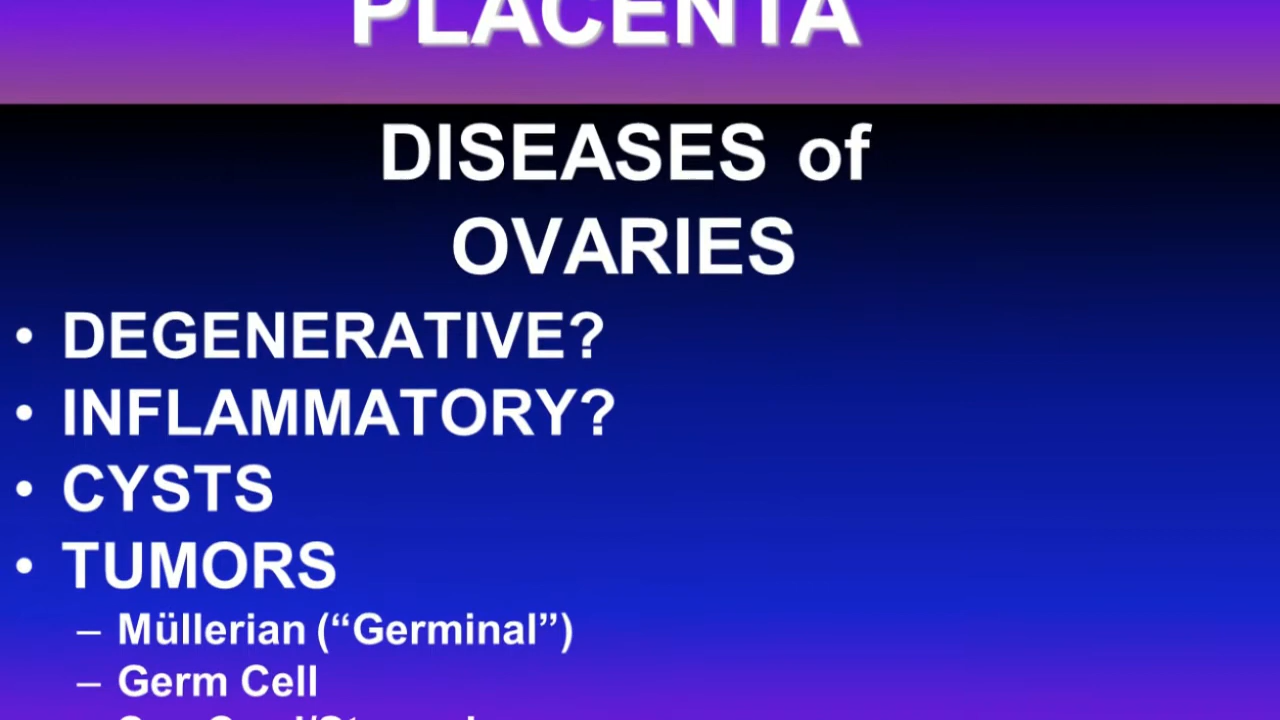 PLACENTA
DISEASES of
OVARIES
• DEGENERATIVE?
• INFLAMMATORY?
• CYSTS
• TUMORS
– Müllerian (“Germinal”)
– Germ Cell